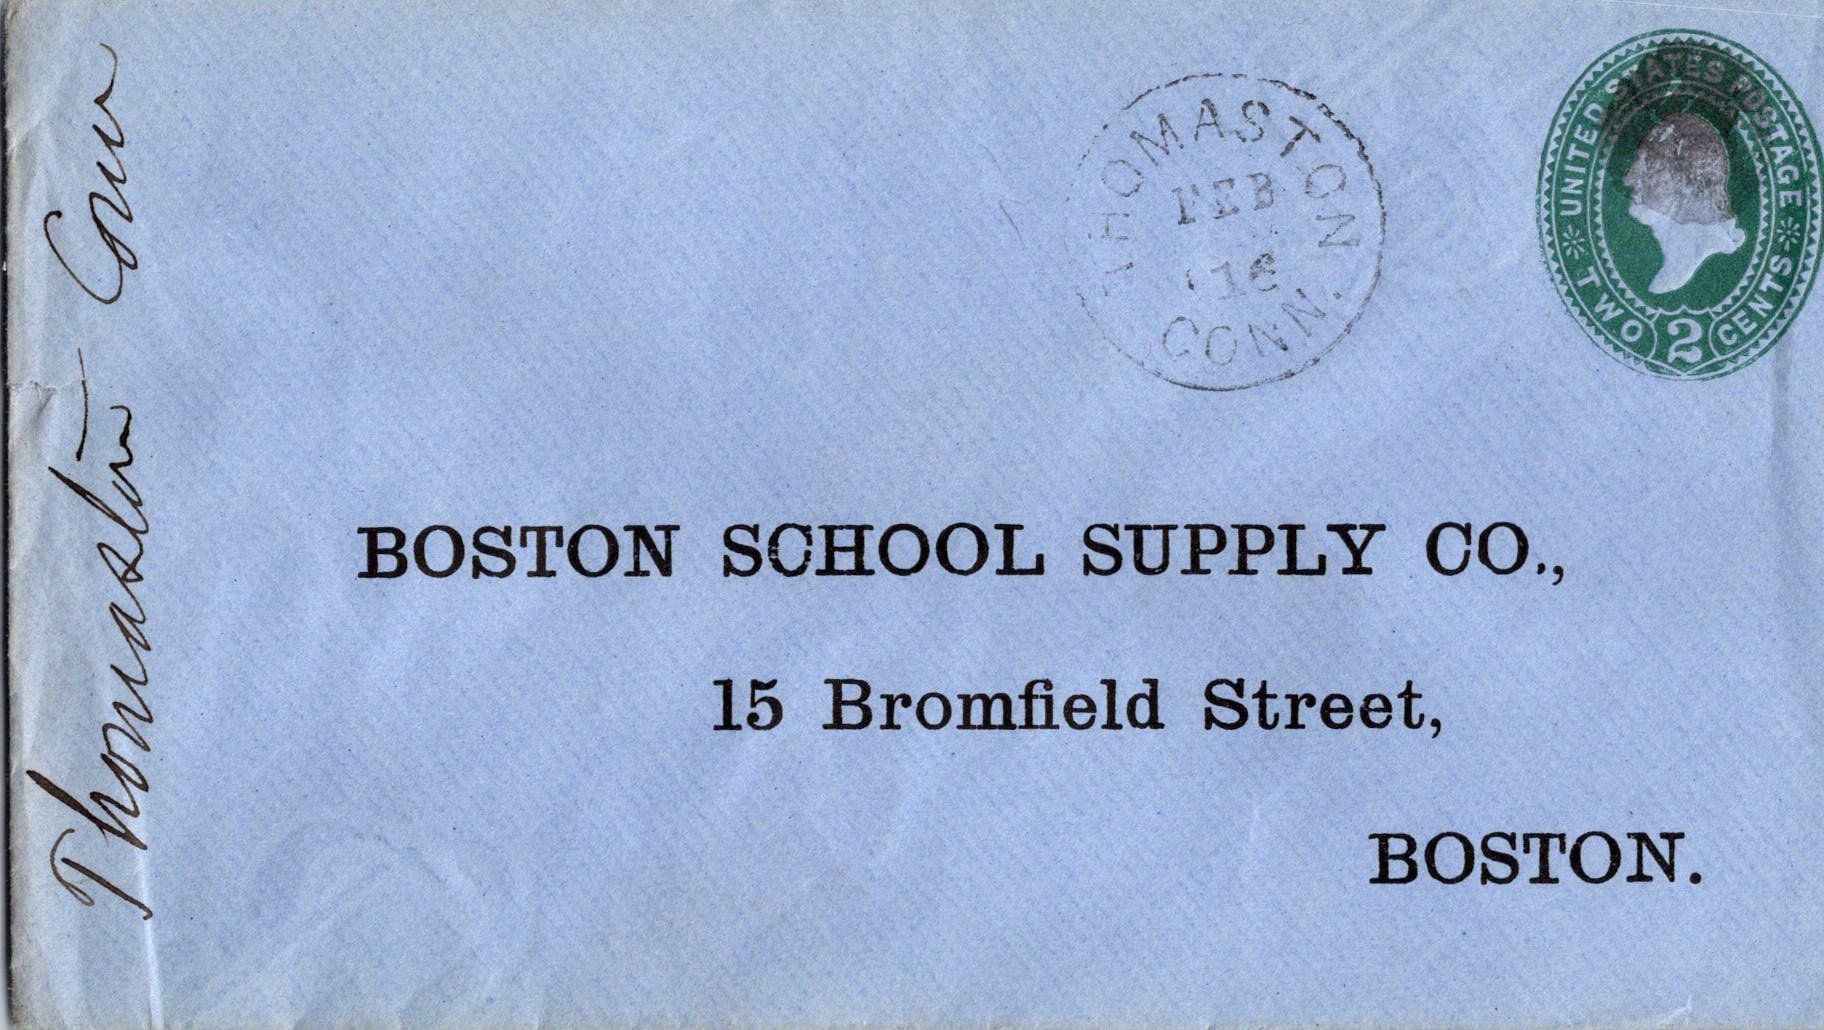 Thomaston Conn
THOMASTON
FEB
16
CONN.
UNITED STATES POSTAGE
TWO 2 CENTS
BOSTON SCHOOL SUPPLY CO.,
15 Bromfield Street,
BOSTON.